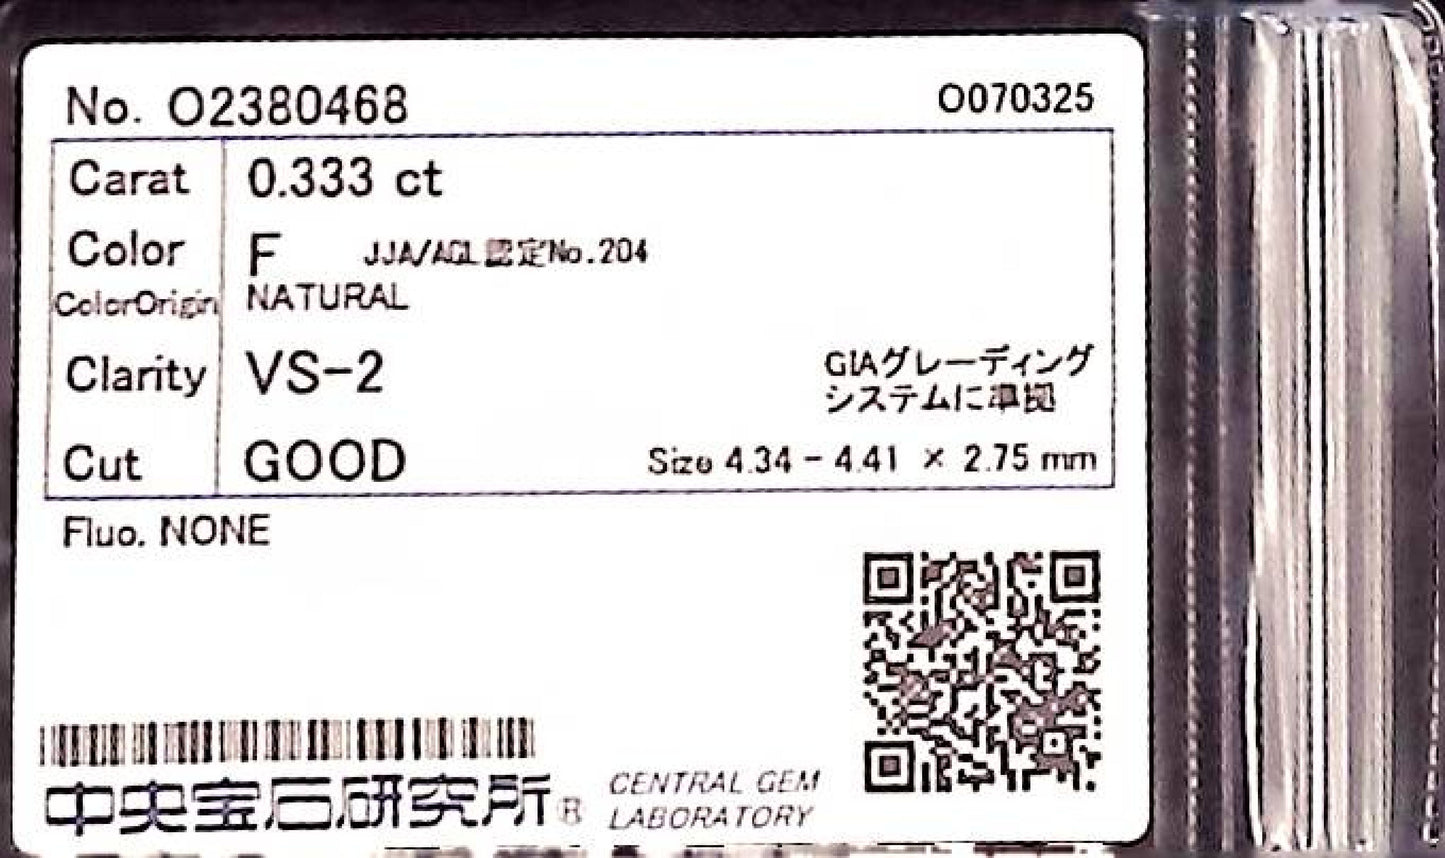 No. O2380468
O070325
Carat 0.333 ct
Color F JJA/AGL認定No.204
ColorOrigin NATURAL
Clarity VS-2
GIAグレーディング
システムに準拠
Cut GOOD Size 4.34 - 4.41 × 2.75 mm
Fluo. NONE
中央宝石研究所® CENTRAL GEM
LABORATORY